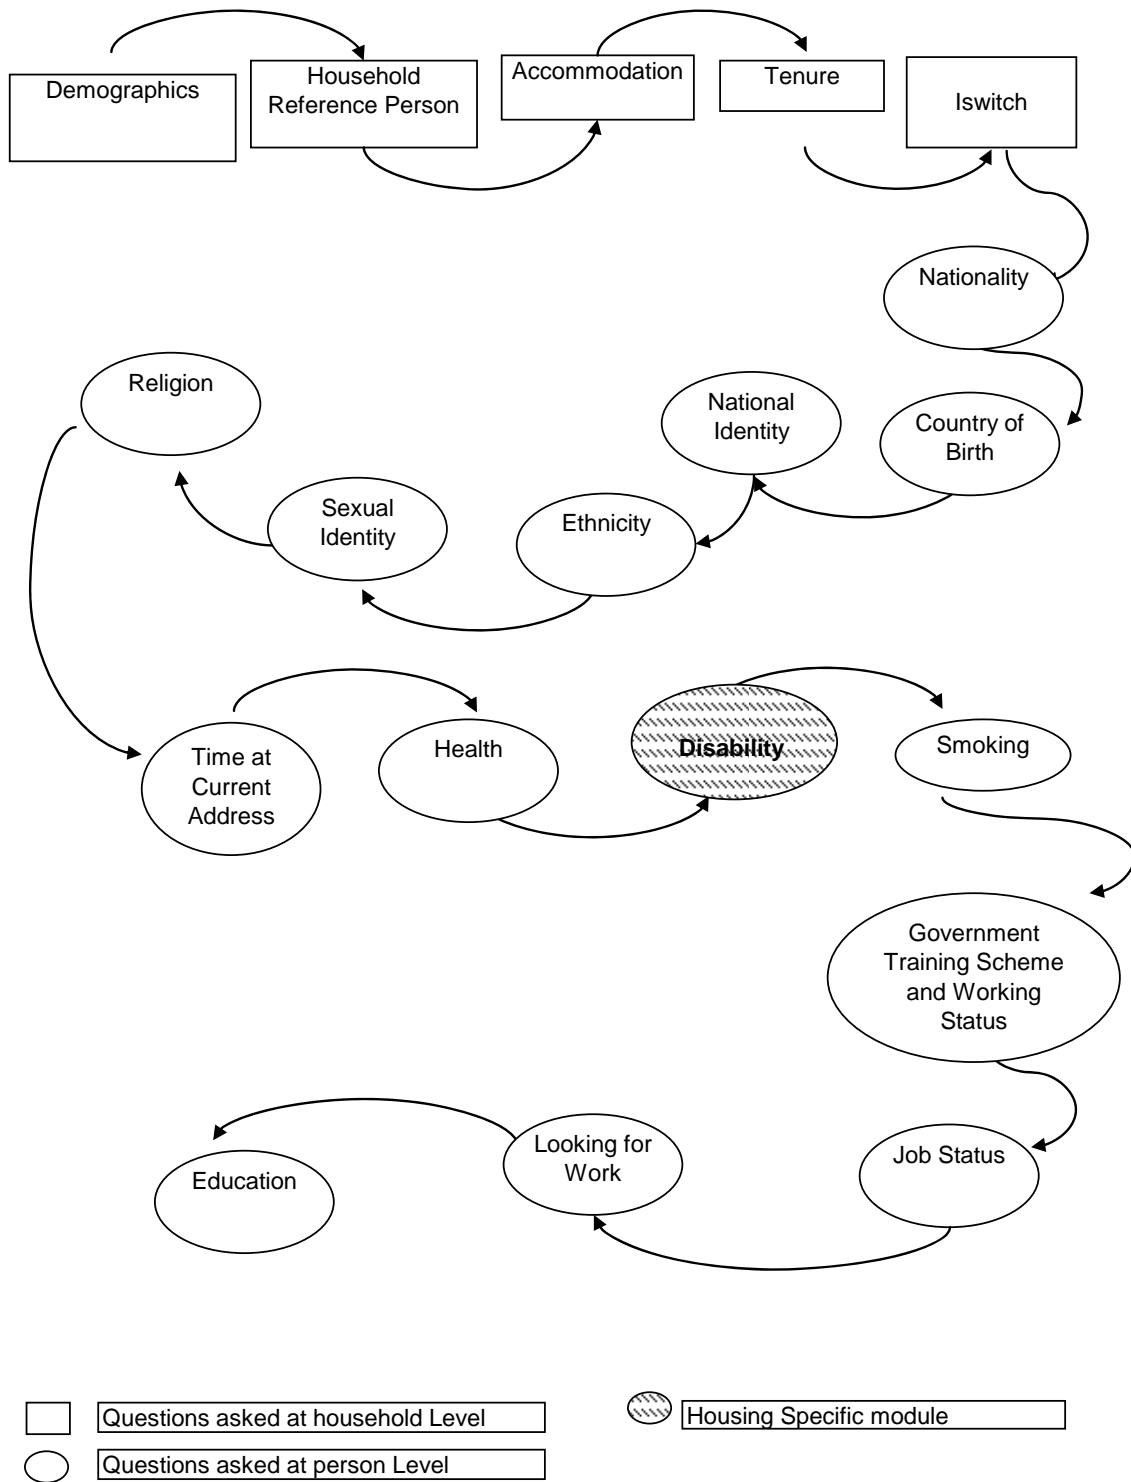 Demographics
Household
Reference Person
Accommodation
Tenure
Iswitch
Nationality
Country of
Birth
National
Identity
Ethnicity
Sexual
Identity
Religion
Time at
Current
Address
Health
Disability
Smoking
Government
Training Scheme
and Working
Status
Job Status
Looking for
Work
Education
Questions asked at household Level
Housing Specific module
Questions asked at person Level